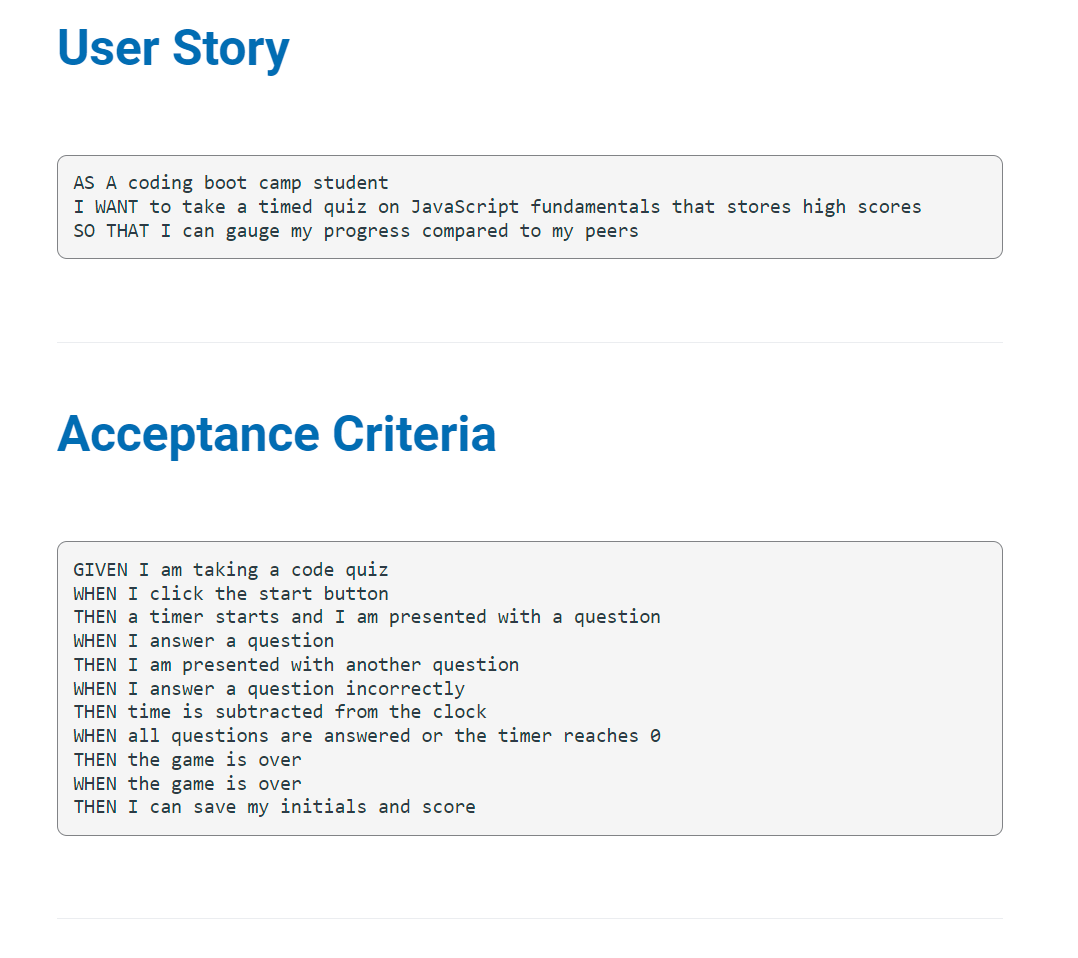 User Story
AS A coding boot camp student
I WANT to take a timed quiz on JavaScript fundamentals that stores high scores
SO THAT I can gauge my progress compared to my peers
Acceptance Criteria
GIVEN I am taking a code quiz
WHEN I click the start button
THEN a timer starts and I am presented with a question
WHEN I answer a question
THEN I am presented with another question
WHEN I answer a question incorrectly
THEN time is subtracted from the clock
WHEN all questions are answered or the timer reaches 0
THEN the game is over
WHEN the game is over
THEN I can save my initials and score